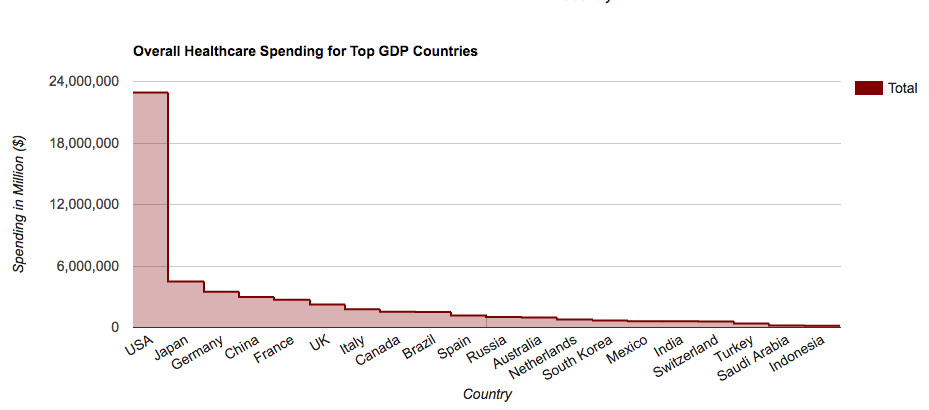 Overall Healthcare Spending for Top GDP Countries
Total
Spending in Million ($)
24,000,000
18,000,000
12,000,000
6,000,000
0
USA
Japan
Germany
China
France
UK
Italy
Canada
Brazil
Spain
Russia
Australia
Netherlands
South Korea
Mexico
India
Switzerland
Turkey
Saudi Arabia
Indonesia
Country